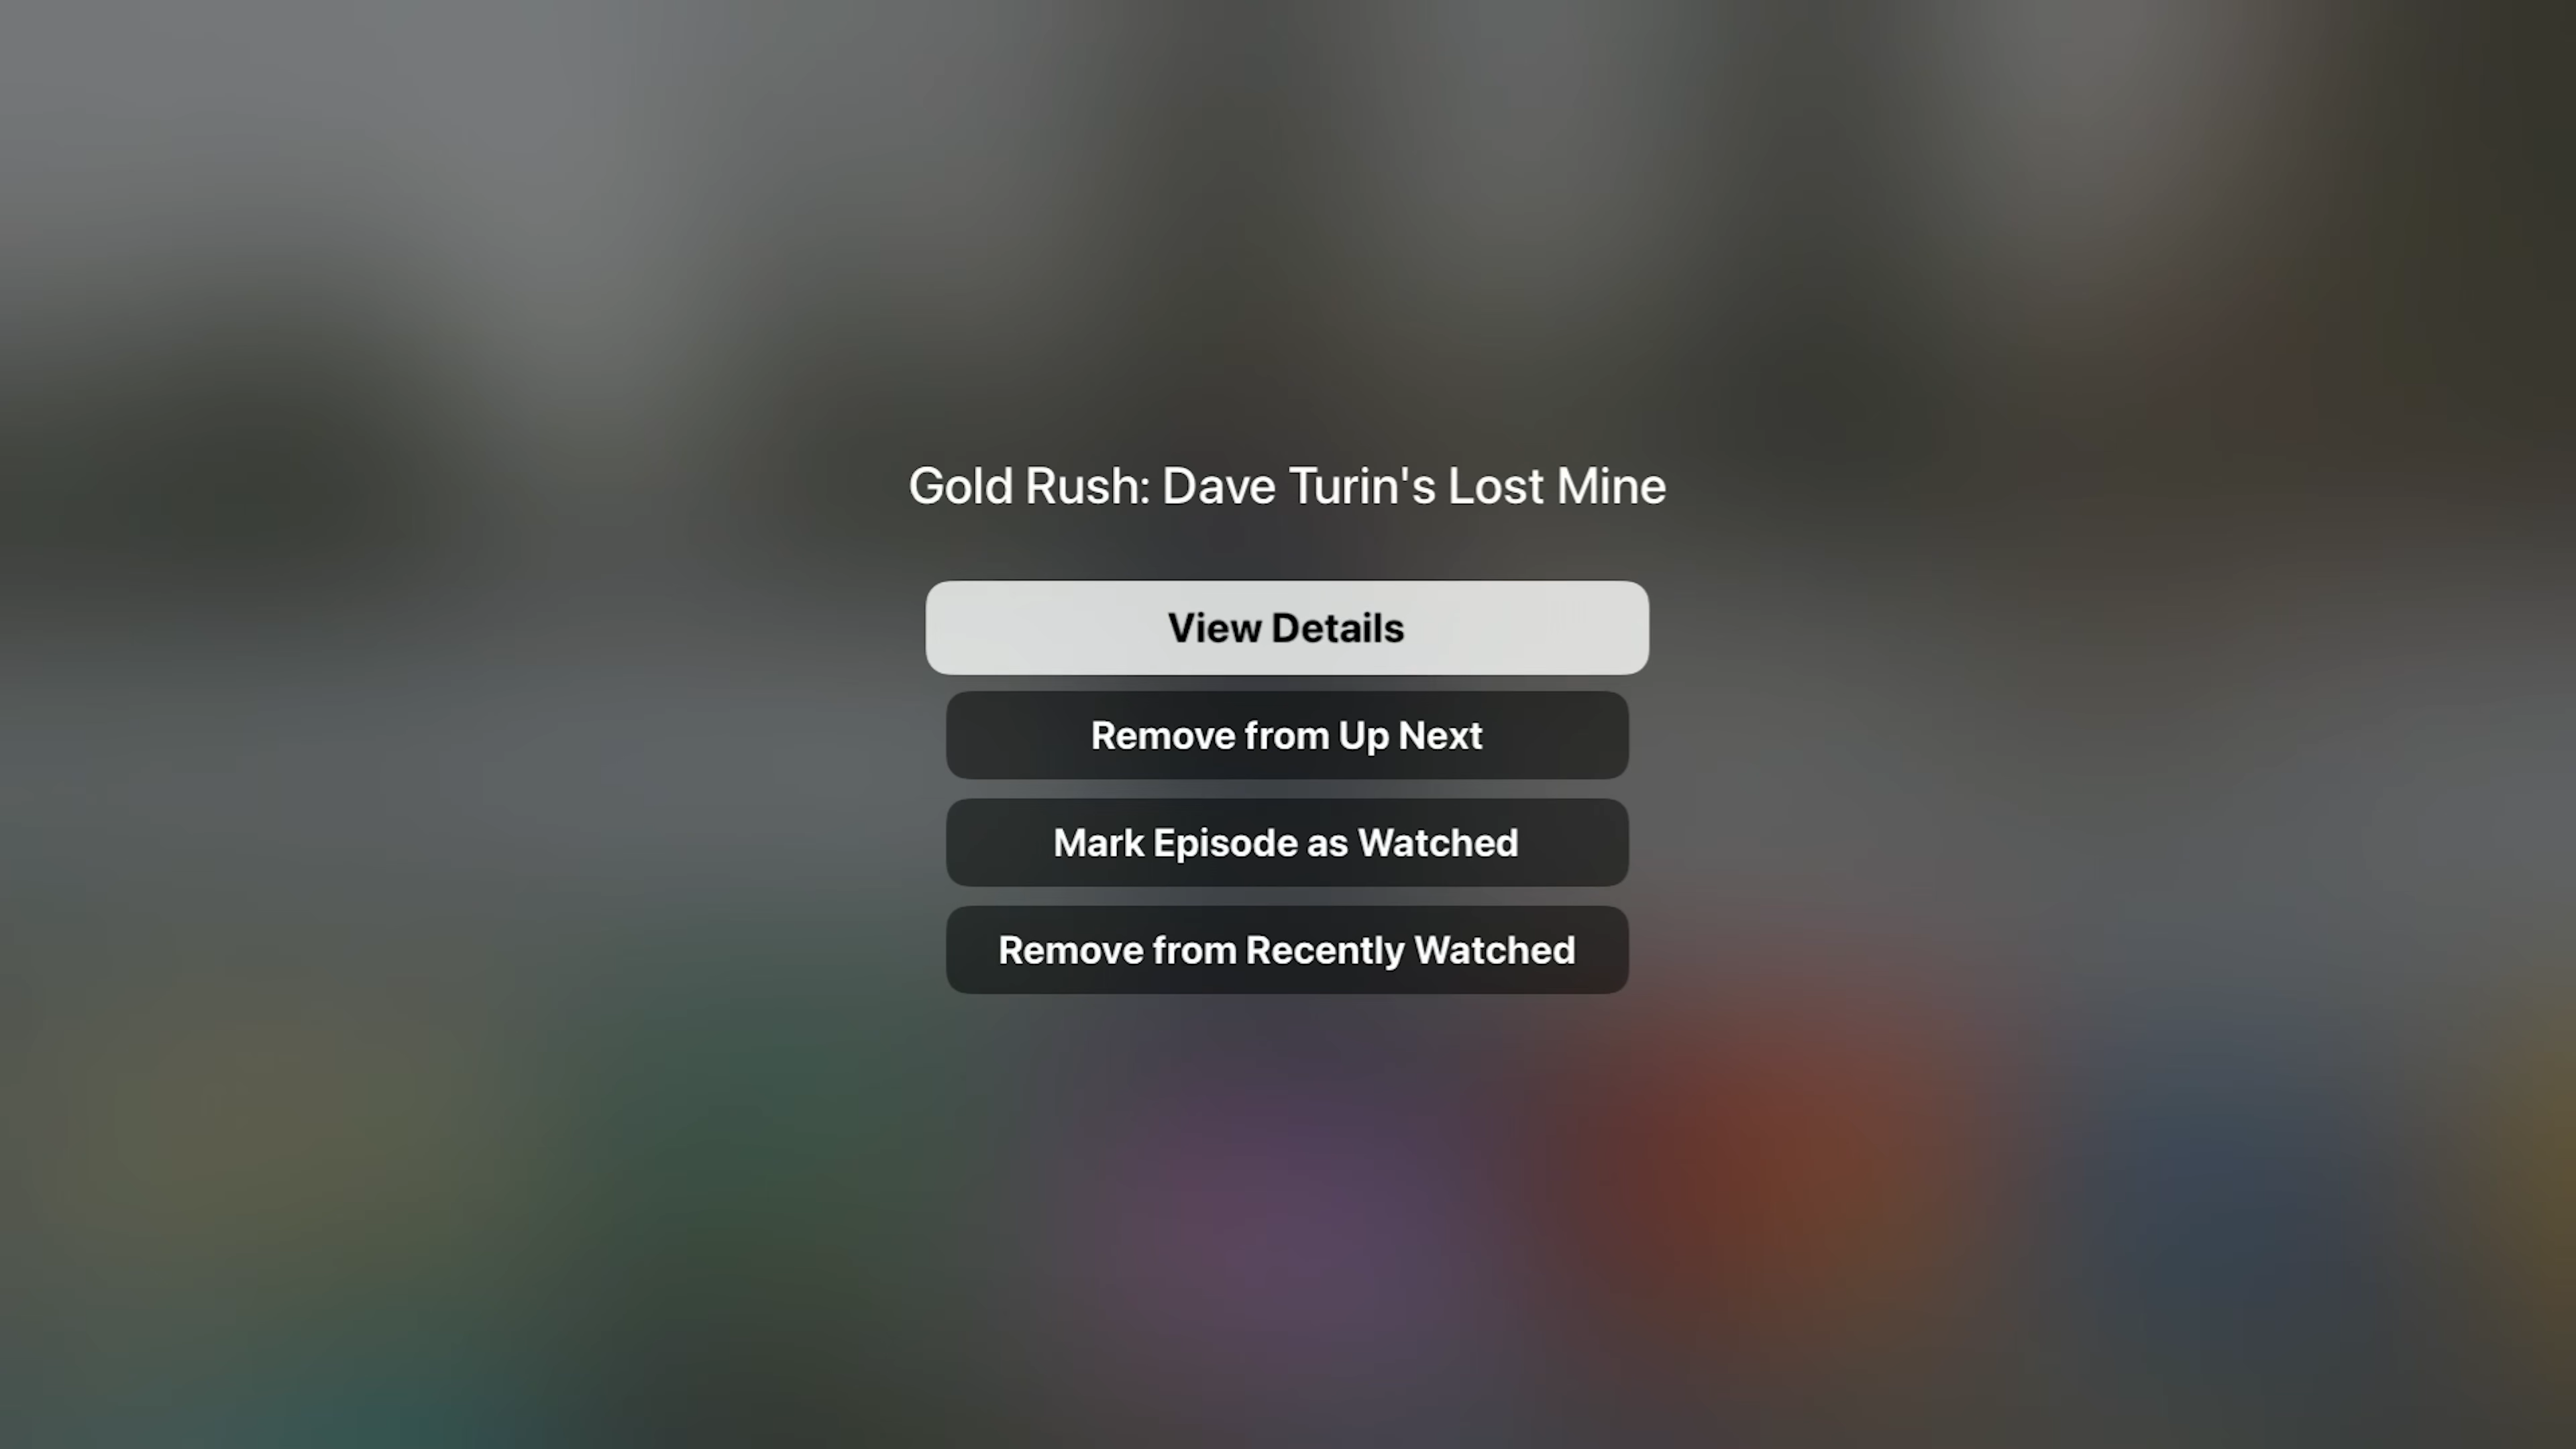 Gold Rush: Dave Turin's Lost Mine
View Details
Remove from Up Next
Mark Episode as Watched
Remove from Recently Watched